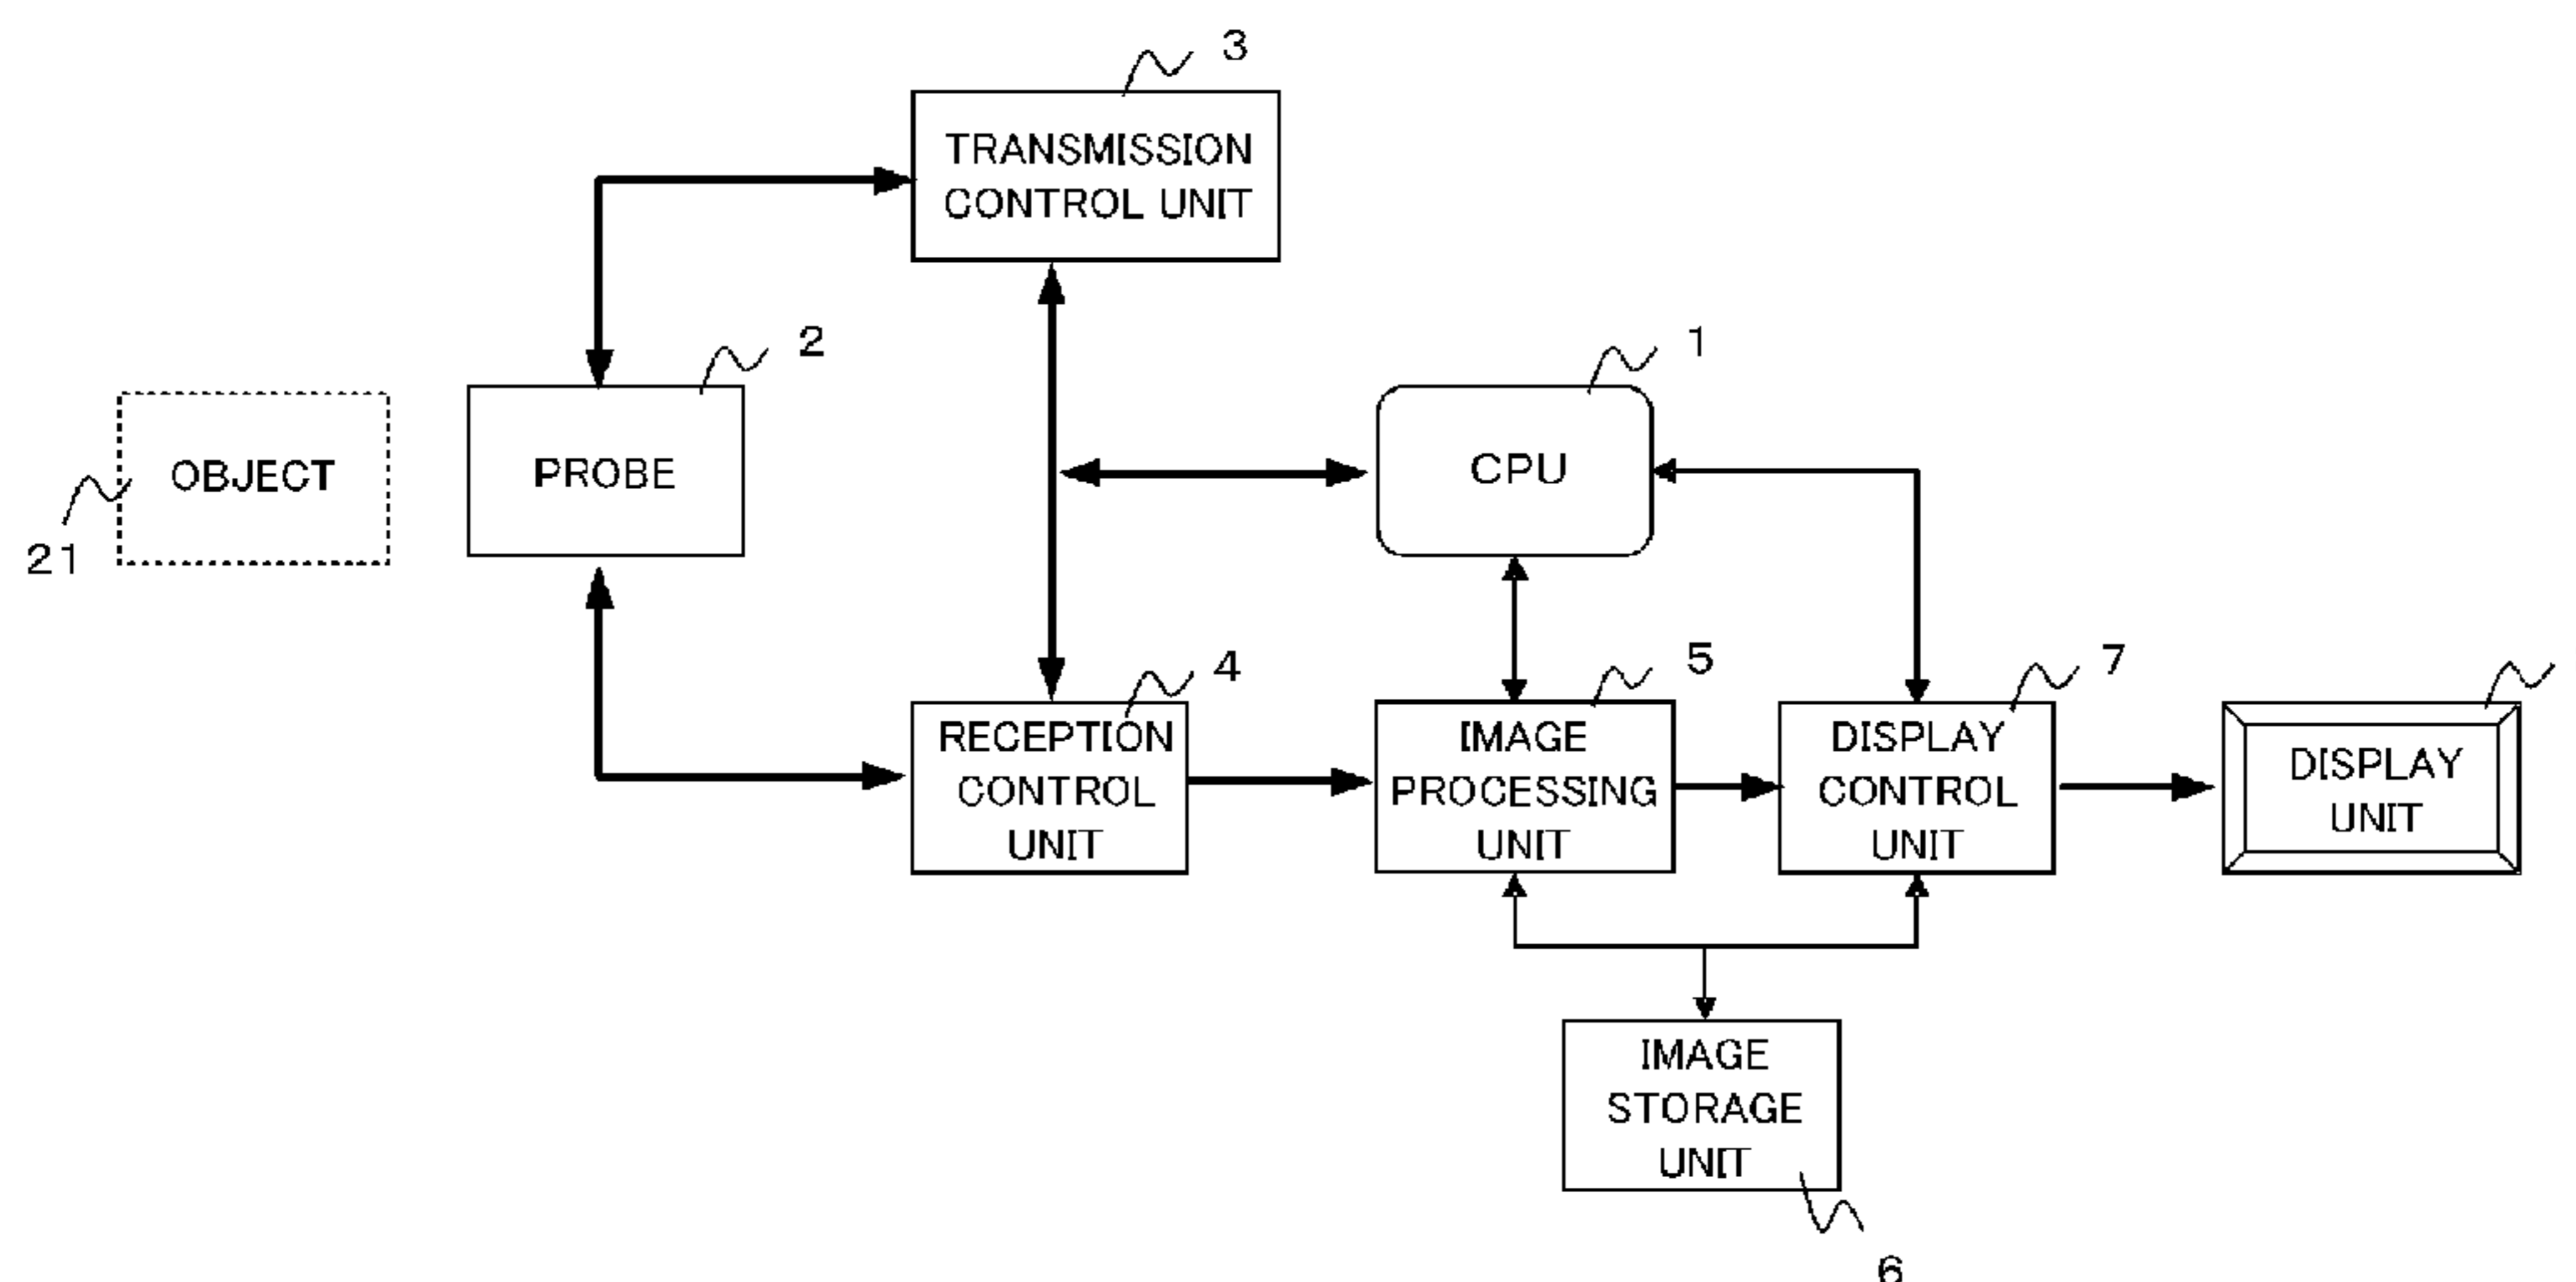 3
TRANSMISSION
CONTROL UNIT
2
1
OBJECT
PROBE
CPU
21
4
5
7
RECEPTION
CONTROL
UNIT
IMAGE
PROCESSING
UNIT
DISPLAY
CONTROL
UNIT
DISPLAY
UNIT
IMAGE
STORAGE
UNIT
6